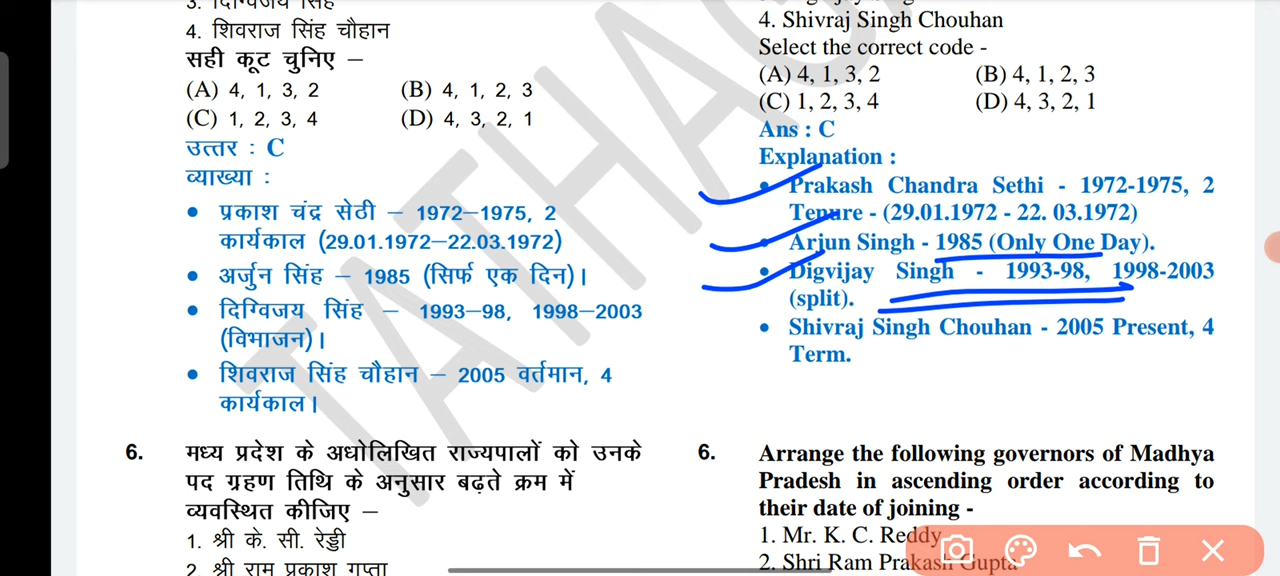 3. दिग्विजय सिंह
4. शिवराज सिंह चौहान
सही कूट चुनिए –
(A) 4, 1, 3, 2 (B) 4, 1, 2, 3
(C) 1, 2, 3, 4 (D) 4, 3, 2, 1
उत्तर : C
व्याख्या :
• प्रकाश चंद्र सेठी – 1972–1975, 2
कार्यकाल (29.01.1972–22.03.1972)
• अर्जुन सिंह – 1985 (सिर्फ एक दिन)।
• दिग्विजय सिंह – 1993–98, 1998–2003
(विभाजन)।
• शिवराज सिंह चौहान – 2005 वर्तमान, 4
कार्यकाल।
6. मध्य प्रदेश के अधोलिखित राज्यपालों को उनके
पद ग्रहण तिथि के अनुसार बढ़ते क्रम में
व्यवस्थित कीजिए –
1. श्री के. सी. रेड्डी
2. श्री राम प्रकाश गुप्ता
4. Shivraj Singh Chouhan
Select the correct code -
(A) 4, 1, 3, 2 (B) 4, 1, 2, 3
(C) 1, 2, 3, 4 (D) 4, 3, 2, 1
Ans : C
Explanation :
• Prakash Chandra Sethi - 1972-1975, 2
Tenure - (29.01.1972 - 22. 03.1972)
• Arjun Singh - 1985 (Only One Day).
• Digvijay Singh - 1993-98, 1998-2003
(split).
• Shivraj Singh Chouhan - 2005 Present, 4
Term.
6. Arrange the following governors of Madhya
Pradesh in ascending order according to
their date of joining -
1. Mr. K. C. Reddy
2. Shri Ram Prakash Gupta